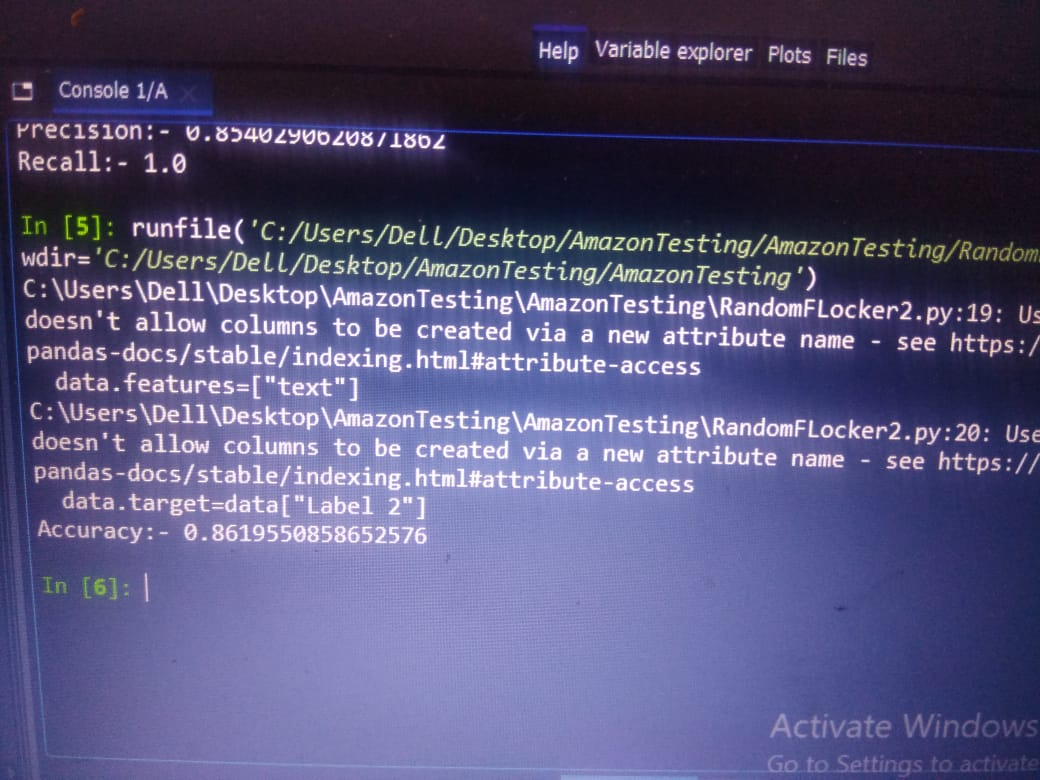 Help Variable explorer Plots Files
Console 1/A
Precision:- 0.8540290620871862
Recall:- 1.0
In [5]: runfile('C:/Users/Dell/Desktop/AmazonTesting/AmazonTesting/Random
wdir='C:/Users/Dell/Desktop/AmazonTesting/AmazonTesting')
C:\Users\Dell\Desktop\AmazonTesting\AmazonTesting\RandomFLocker2.py:19: Us
doesn't allow columns to be created via a new attribute name - see https:/
pandas-docs/stable/indexing.html#attribute-access
data.features=["text"]
C:\Users\Dell\Desktop\AmazonTesting\AmazonTesting\RandomFLocker2.py:20: Use
doesn't allow columns to be created via a new attribute name - see https://
pandas-docs/stable/indexing.html#attribute-access
data.target=data["Label 2"]
Accuracy:- 0.8619550858652576
In [6]:
Activate Windows
Go to Settings to activate